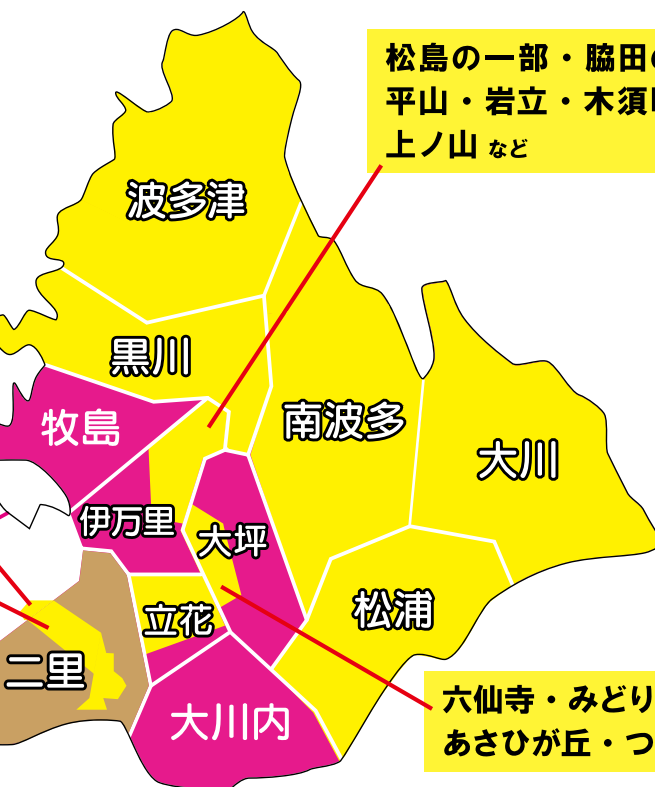 松島の一部・脇田
平山・岩立・木須
上ノ山 など
波多津
黒川
牧島
南波多
大川
伊万里
大坪
立花
松浦
二里
大川内
六仙寺・みどり
あさひが丘・つ